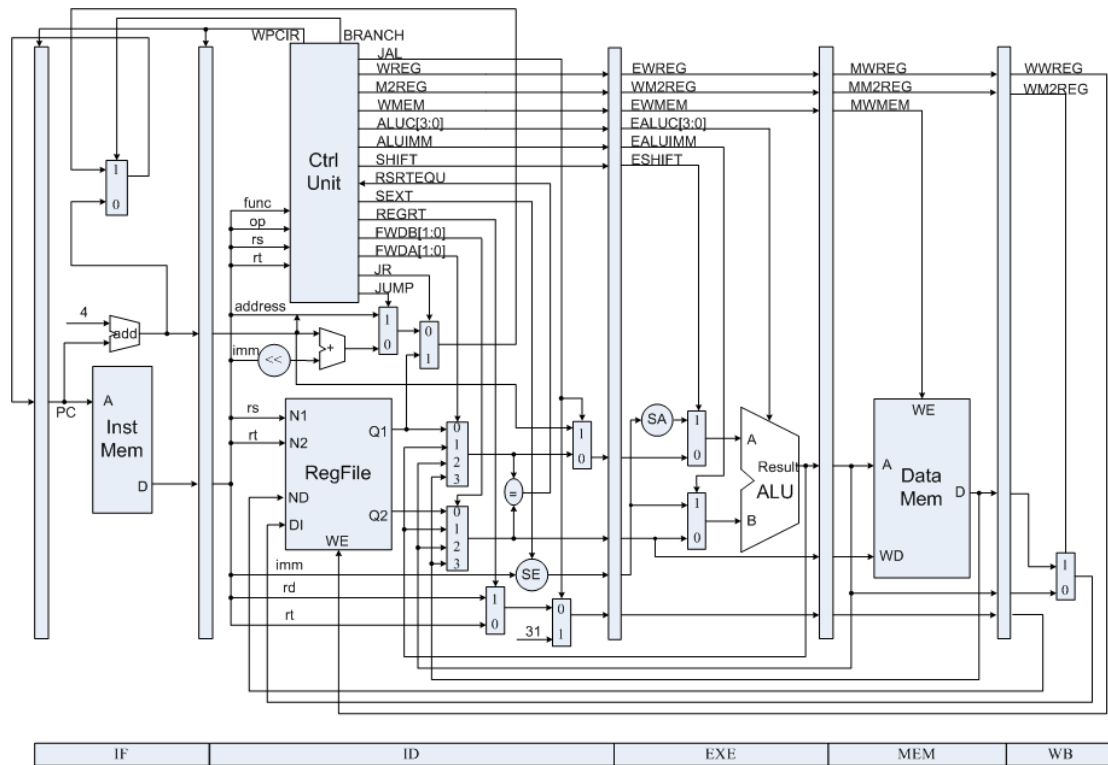 WPCIR
BRANCH
JAL
WREG
M2REG
WMEM
ALUC[3:0]
ALUIMM
SHIFT
RSRTEQU
SEXT
REGRT
FWDB[1:0]
FWDA[1:0]
JR
JUMP
EWREG
WM2REG
EWMEM
EALUC[3:0]
EALUIMM
ESHIFT
MWREG
MM2REG
MWMEM
WWREG
WM2REG
Ctrl
Unit
func
op
rs
rt
1
0
4
add
PC
A
Inst
Mem
D
address
imm
<<
+
1
0
0
1
rs
rt
N1
N2
ND
DI
Q1
Q2
RegFile
WE
0
1
2
3
0
1
2
3
=
1
0
imm
SE
rd
rt
1
0
31
0
1
SA
1
0
1
0
A
B
Result
ALU
WE
A
Data
Mem
D
WD
1
0
IF
ID
EXE
MEM
WB